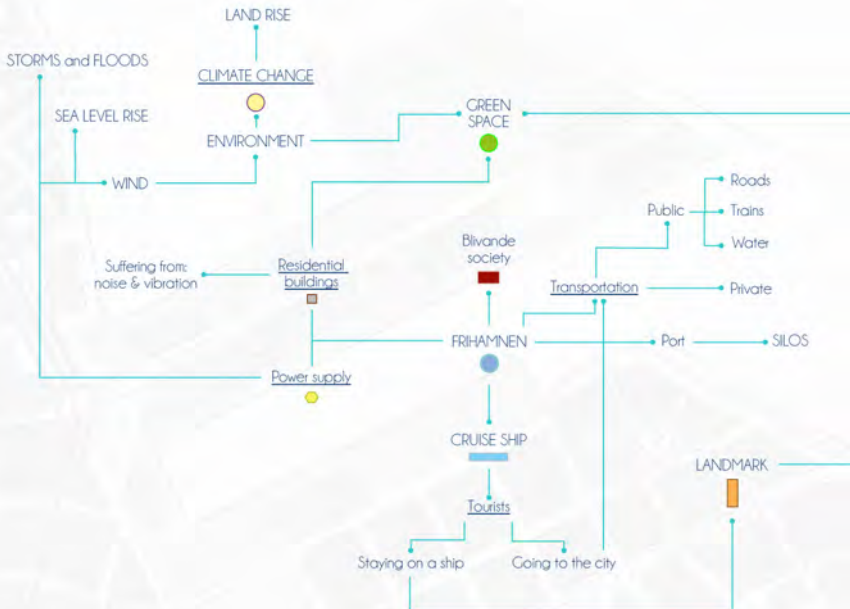 LAND RISE
STORMS and FLOODS
CLIMATE CHANGE
SEA LEVEL RISE
GREEN
SPACE
ENVIRONMENT
WIND
Roads
Public
Trains
Water
Blivande
society
Suffering from:
noise & vibration
Residential
buildings
Transportation
Private
FRIHAMNEN
Port
SIILOS
Power supply
CRUISE SHIP
LANDMARK
Tourists
Staying on a ship
Going to the city